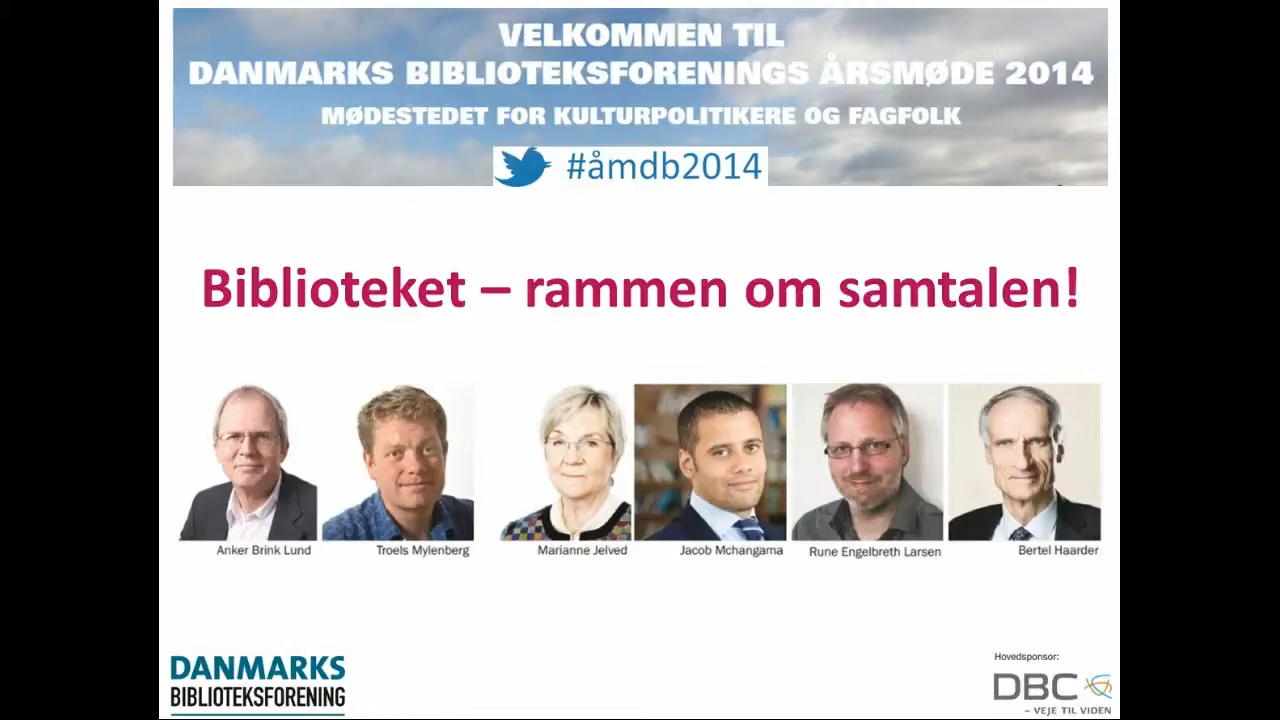 VELKOMMEN TIL
DANMARKS BIBLIOTEKSFORENINGS ÅRSMØDE 2014
MØDESTEDET FOR KULTURPOLITIKERE OG FAGFOLK
#åmdb2014
Biblioteket – rammen om samtalen!
Anker Brink Lund
Troels Mylenberg
Marianne Jelved
Jacob Mchangama
Rune Engelbreth Larsen
Bertel Haarder
DANMARKS
BIBLIOTEKSFORENING
Hovedsponsor:
DBC
– VEJE TIL VIDEN